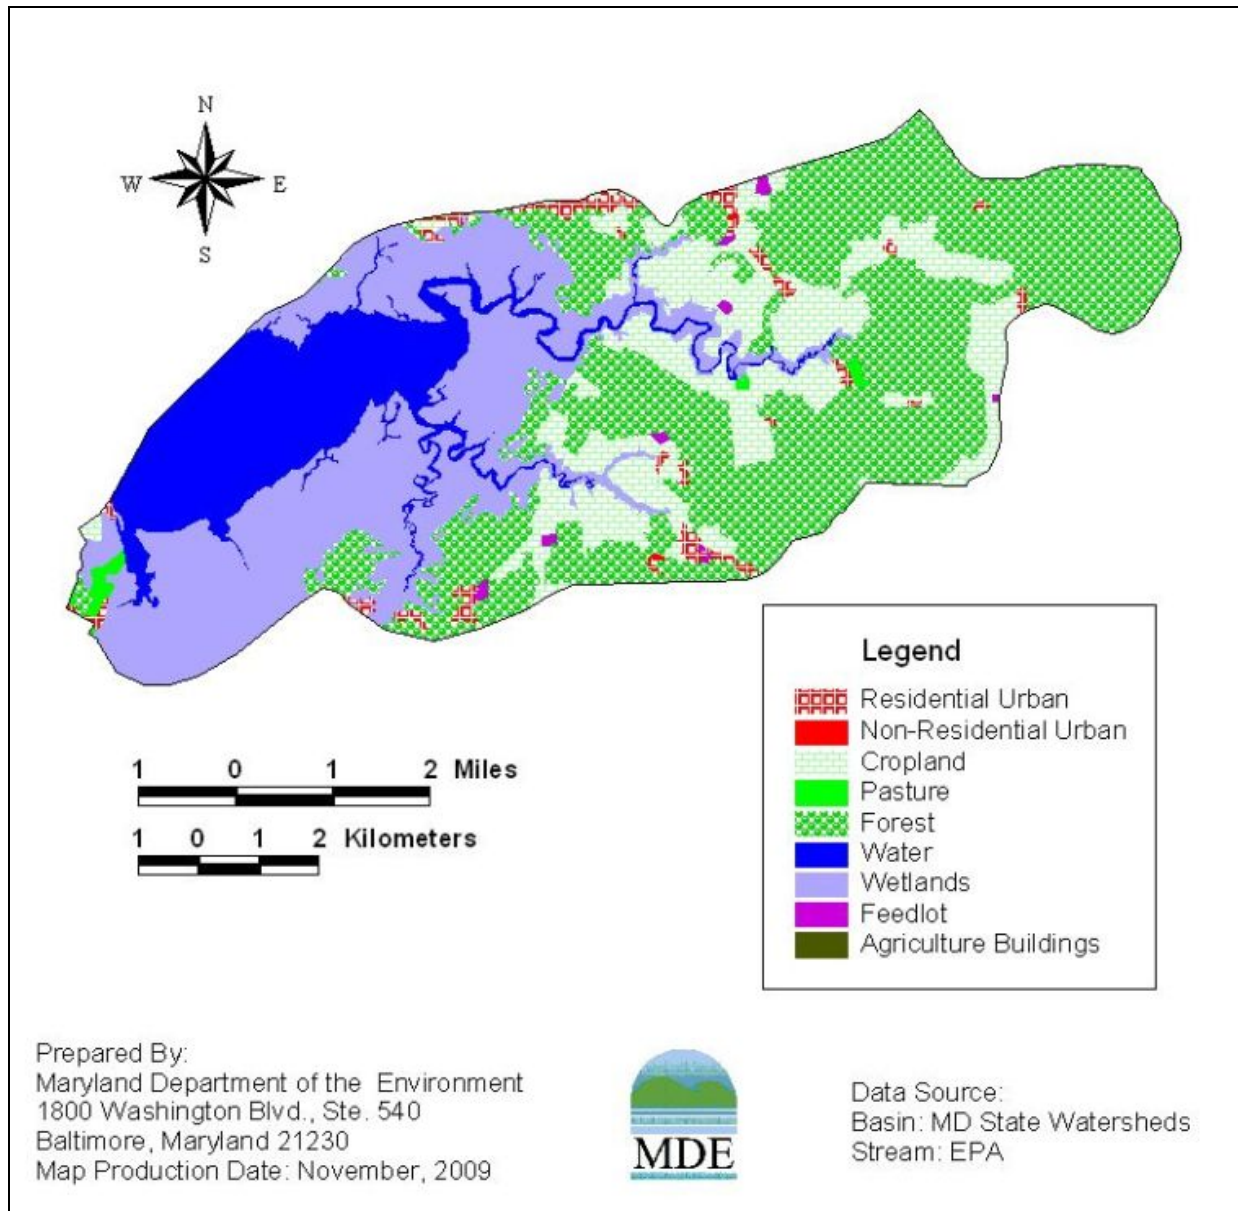 N
W E
S
Legend
Residential Urban
Non-Residential Urban
Cropland
Pasture
Forest
Water
Wetlands
Feedlot
Agriculture Buildings
1 0 1 2 Miles
1 0 1 2 Kilometers
Prepared By:
Maryland Department of the Environment
1800 Washington Blvd., Ste. 540
Baltimore, Maryland 21230
Map Production Date: November, 2009
MDE
Data Source:
Basin: MD State Watersheds
Stream: EPA